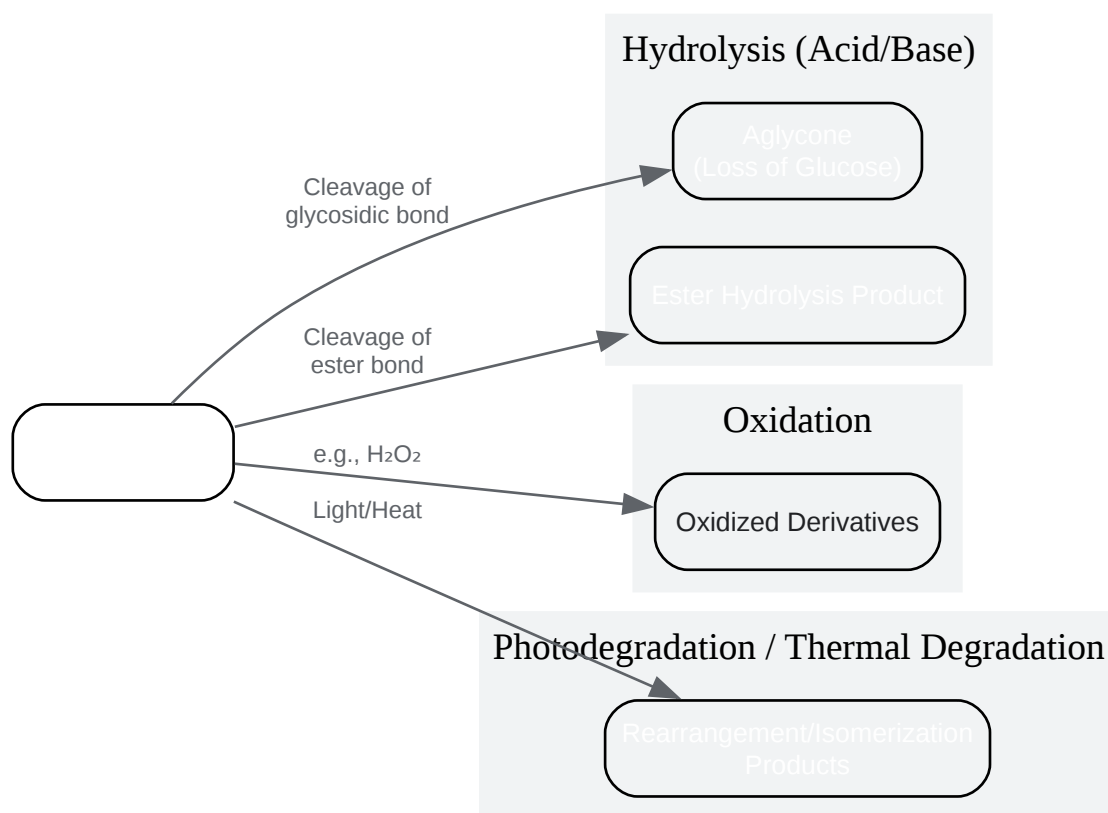 Hydrolysis (Acid/Base)
Aglycone
(Loss of Glucose)
Cleavage of
glycosidic bond
Ester Hydrolysis Product
Cleavage of
ester bond
Oxidation
e.g., H₂O₂
Light/Heat
Oxidized Derivatives
Photodegradation / Thermal Degradation
Rearrangement/Isomerization
Products